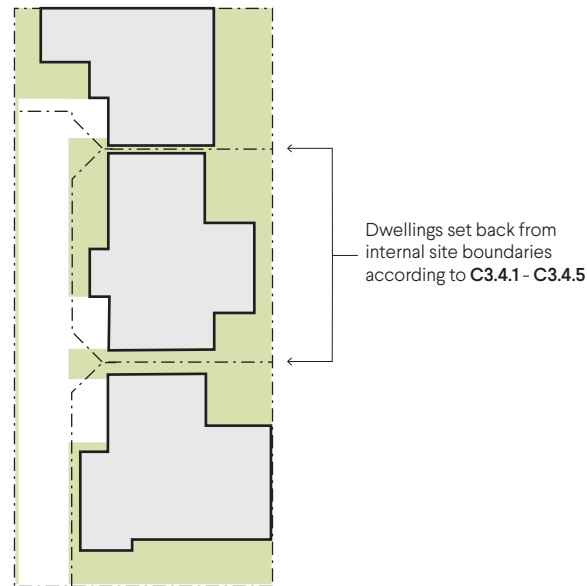 Dwellings set back from
internal site boundaries
according to C3.4.1 - C3.4.5